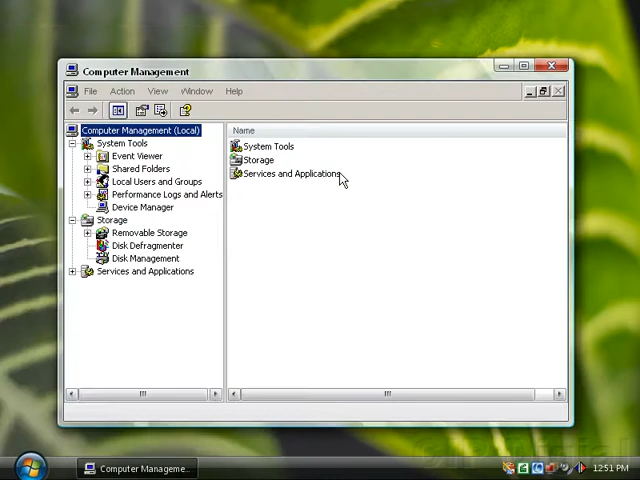 Computer Management
File Action View Window Help
Computer Management (Local)
System Tools
Event Viewer
Shared Folders
Local Users and Groups
Performance Logs and Alerts
Device Manager
Storage
Removable Storage
Disk Defragmenter
Disk Management
Services and Applications
Name
System Tools
Storage
Services and Applications
Computer Manageme...
12:51 PM